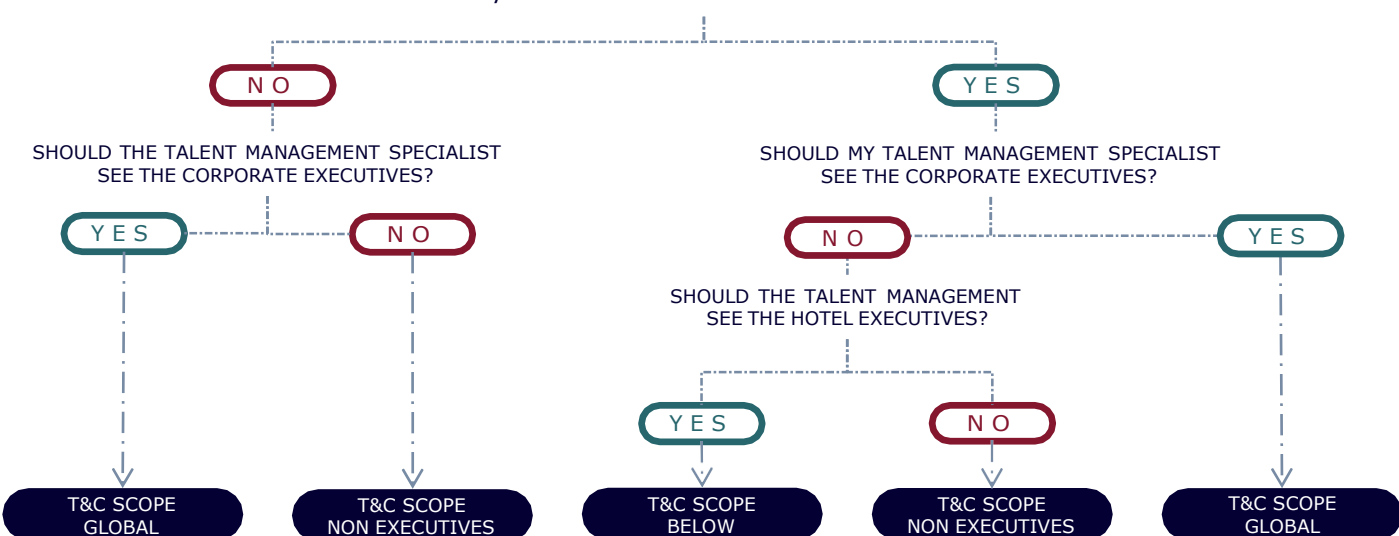 NO
YES
SHOULD THE TALENT MANAGEMENT SPECIALIST
SEE THE CORPORATE EXECUTIVES?
SHOULD MY TALENT MANAGEMENT SPECIALIST
SEE THE CORPORATE EXECUTIVES?
YES
NO
NO
YES
SHOULD THE TALENT MANAGEMENT
SEE THE HOTEL EXECUTIVES?
YES
NO
T&C SCOPE
GLOBAL
T&C SCOPE
NON EXECUTIVES
T&C SCOPE
BELOW
T&C SCOPE
NON EXECUTIVES
T&C SCOPE
GLOBAL